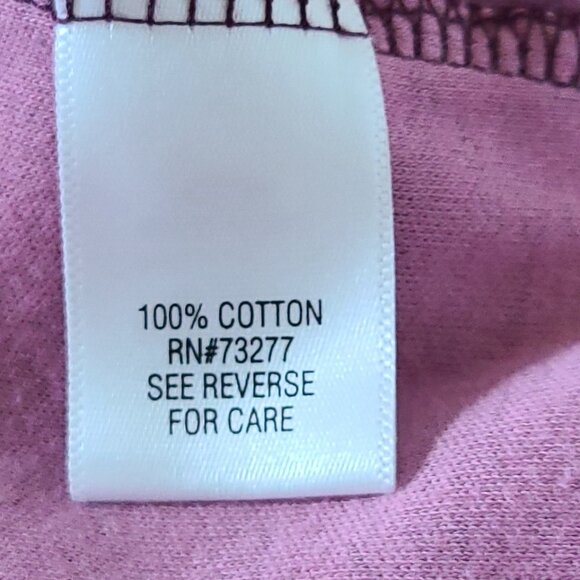 100% COTTON
RN#73277
SEE REVERSE
FOR CARE